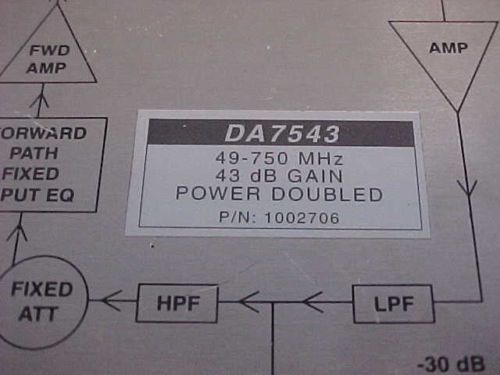 FWD
AMP
AMP
FORWARD
PATH
FIXED
PUT EQ
DA7543
49-750 MHz
43 dB GAIN
POWER DOUBLED
P/N: 1002706
FIXED
ATT
HPF
LPF
-30 dB